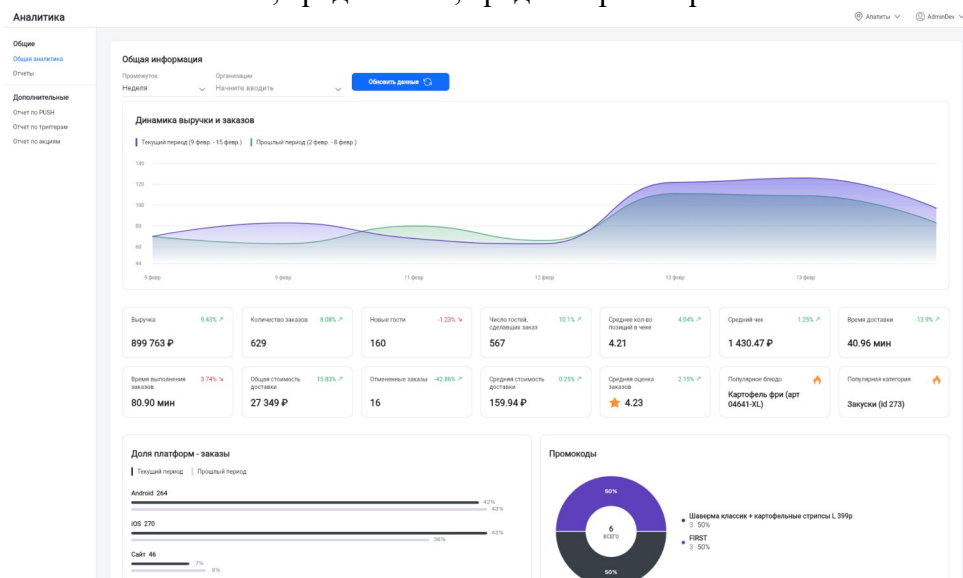 Аналитика
Апапиты
AdminDev
Общие
Общая аналитика
Отчеты
Дополнительные
Отчет по PUSH
Отчет по триггерам
Отчет по акциям
Общая информация
Промежуток
Организации
Неделя
Начните вводить
Обновить данные
Динамика выручки и заказов
Текущий период (9 февр. - 15 февр.)
Прошлый период (2 февр. - 8 февр.)
140
120
100
80
60
44
9 февр
9 февр
11 февр
12 февр
13 февр
13 февр
Выручка 9.43%
899 763 ₽
Количество заказов 8.08%
629
Новые гости -1.23%
160
Число гостей, 10.1%
сделавших заказ
567
Среднее кол-во 4.04%
позиций в чеке
4.21
Средний чек 1.25%
1 430.47 ₽
Время доставки -13.9%
40.96 мин
Время выполнения 3.74%
заказов
80.90 мин
Общая стоимость 15.83%
доставки
27 349 ₽
Отмененные заказы -42.86%
16
Средняя стоимость 0.25%
доставки
159.94 ₽
Средняя оценка 2.15%
заказов
4.23
Популярное блюдо
Картофель фри (арт
04641-XL)
Популярная категория
Закуски (id 273)
Доля платформ - заказы
Текущий период
Прошлый период
Android 264
42%
43%
iOS 270
43%
36%
Сайт 46
7%
9%
Промокоды
50%
6
ВСЕГО
50%
Шаверма классик + картофельные стрипсы L 399р
3 50%
FIRST
3 50%